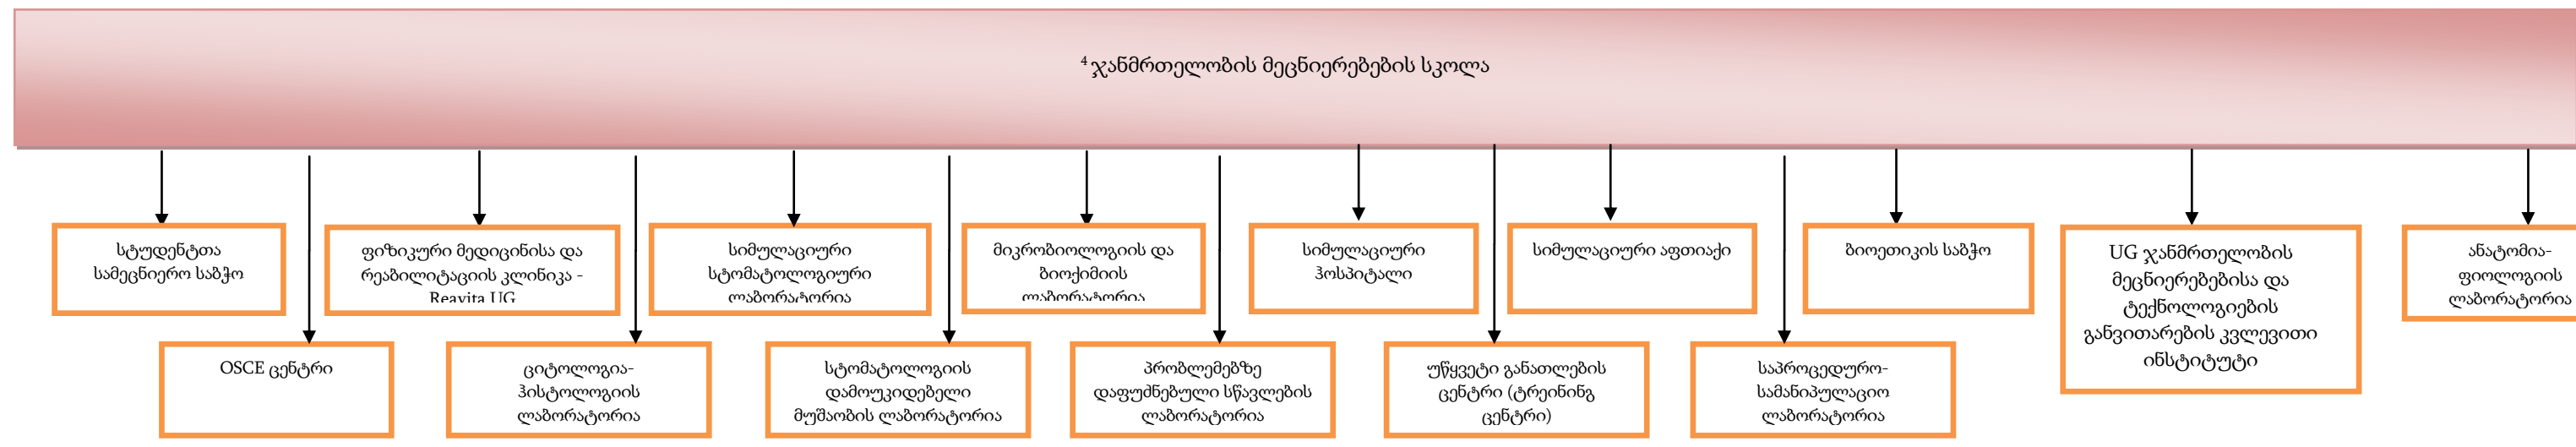 ⁴ ჯანმრთელობის მეცნიერებების სკოლა
სტუდენტთა
სამეცნიერო საბჭო
ფიზიკური მედიცინისა და
რეაბილიტაციის კლინიკა -
Reavita UG
სიმულაციური
სტომატოლოგიური
ლაბორატორია
მიკრობიოლოგიის და
ბიოქიმიის
ლაბორატორია
სიმულაციური
ჰოსპიტალი
სიმულაციური აფთიაქი
ბიოეთიკის საბჭო
UG ჯანმრთელობის
მეცნიერებებისა და
ტექნოლოგიების
განვითარების კვლევითი
ინსტიტუტი
ანატომია-
ფიოლოგიის
ლაბორატორია
OSCE ცენტრი
ციტოლოგია-
ჰისტოლოგიის
ლაბორატორია
სტომატოლოგიის
დამოუკიდებელი
მუშაობის ლაბორატორია
პრობლემებზე
დაფუძნებული სწავლების
ლაბორატორია
უწყვეტი განათლების
ცენტრი (ტრეინინგ
ცენტრი)
საპროცედურო-
სამანიპულაციო
ლაბორატორია